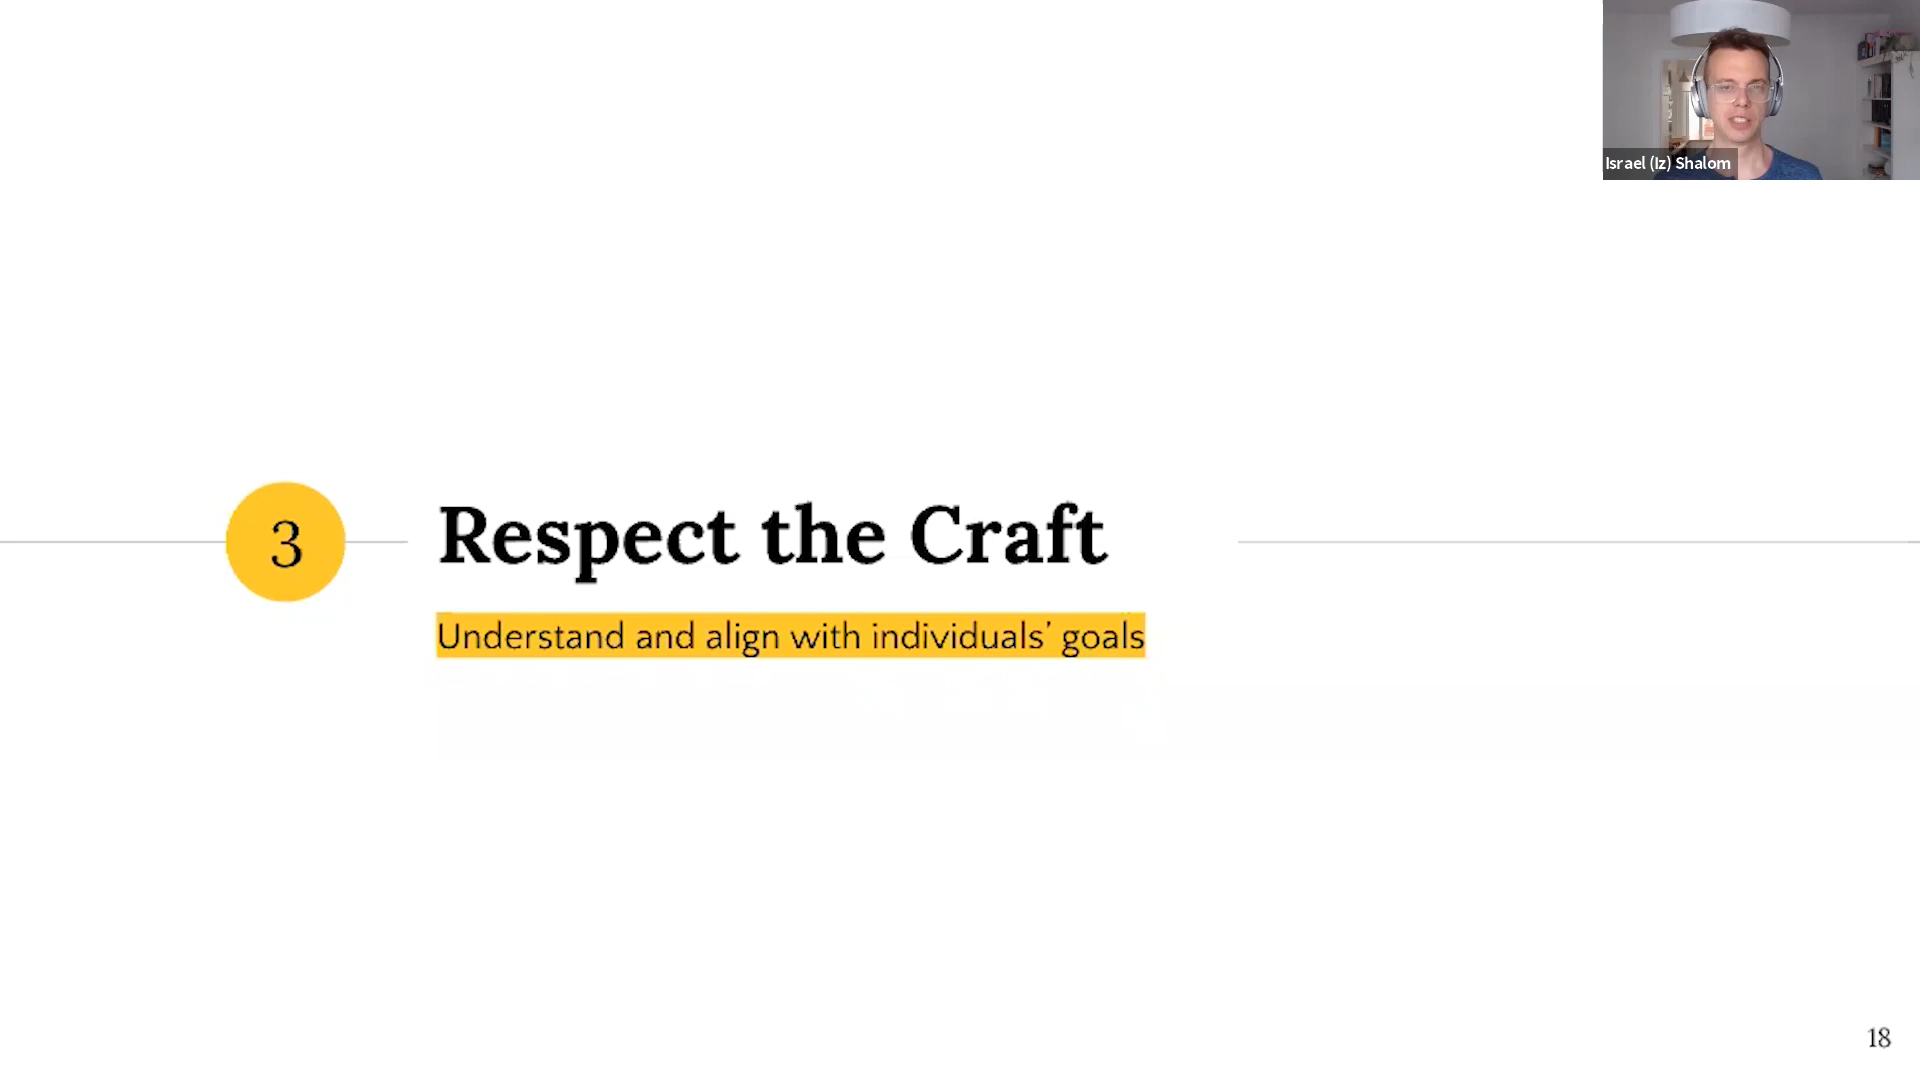 Israel (Iz) Shalom
3
Respect the Craft
Understand and align with individuals’ goals
18